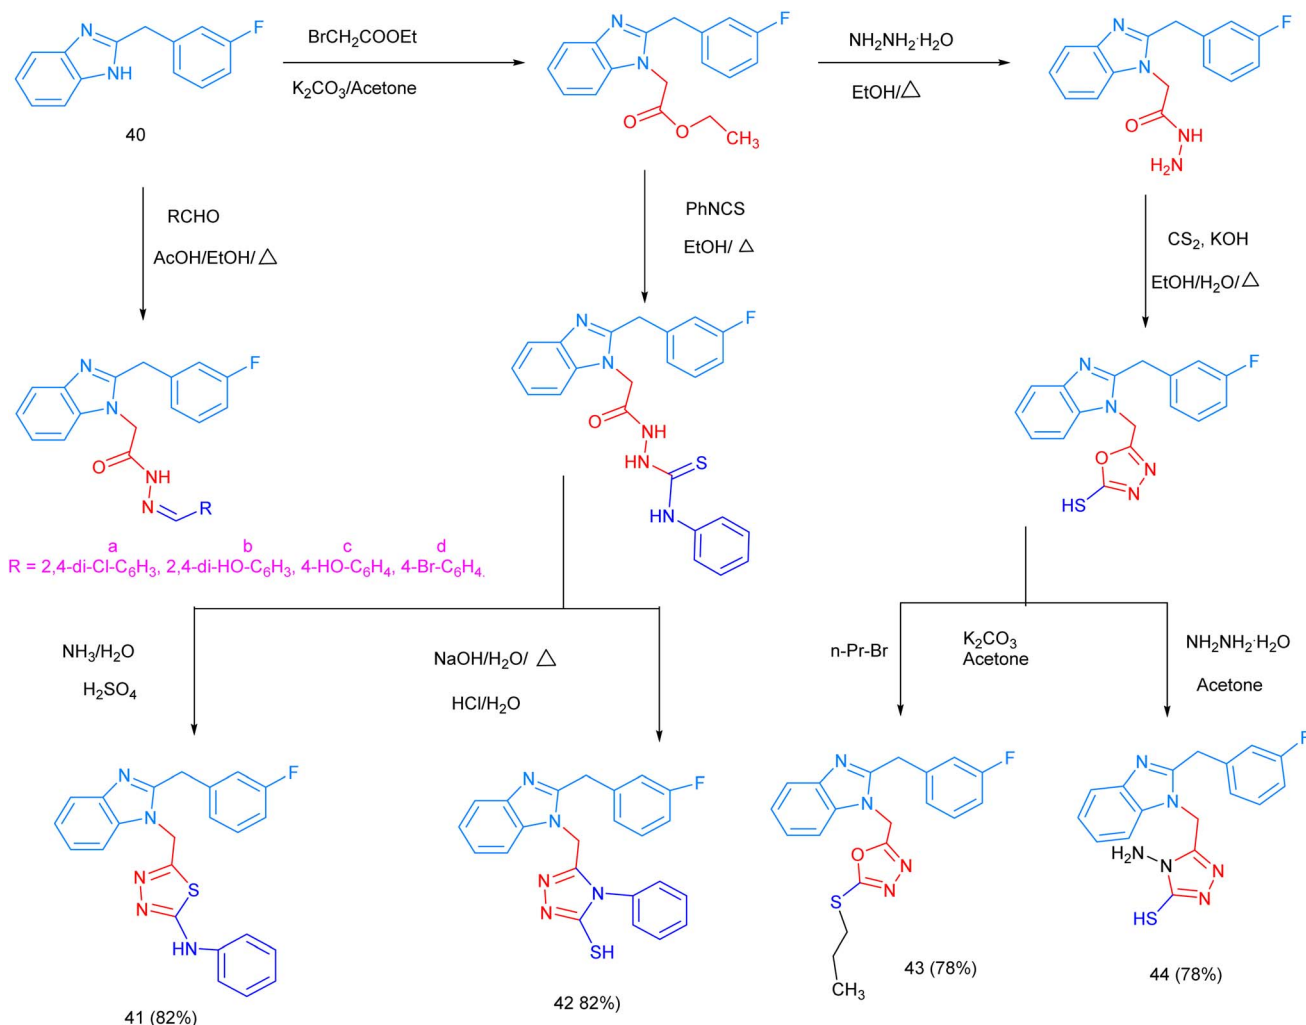 N
NH
F
40
BrCH2COOEt
K2CO3/Acetone
N
N
F
O
O
CH3
NH2NH2·H2O
EtOH/△
N
N
F
O
NH
H2N
RCHO
AcOH/EtOH/△
PhNCS
EtOH/ △
CS2, KOH
EtOH/H2O/△
N
N
F
O
NH
N
R
a b c d
R = 2,4-di-Cl-C6H3, 2,4-di-HO-C6H3, 4-HO-C6H4, 4-Br-C6H4.
N
N
F
O
NH
HN
S
HN
N
N
F
O
N
N
HS
NH3/H2O
H2SO4
NaOH/H2O/ △
HCl/H2O
n-Pr-Br
K2CO3
Acetone
NH2NH2·H2O
Acetone
N
N
F
N
N
S
HN
41 (82%)
N
N
F
N
N
N
SH
42 82%)
N
N
F
O
N
N
S
CH3
43 (78%)
N
N
F
H2N
N
N
N
HS
44 (78%)